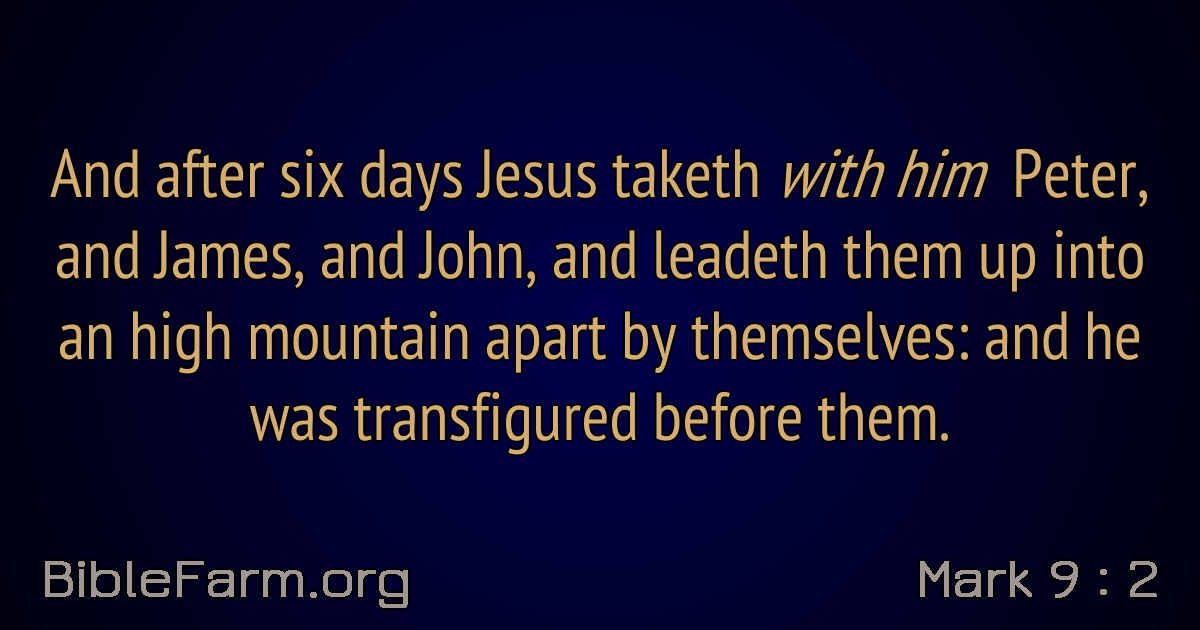 And after six days Jesus taketh with him Peter,
and James, and John, and leadeth them up into
an high mountain apart by themselves: and he
was transfigured before them.
BibleFarm.org
Mark 9 : 2